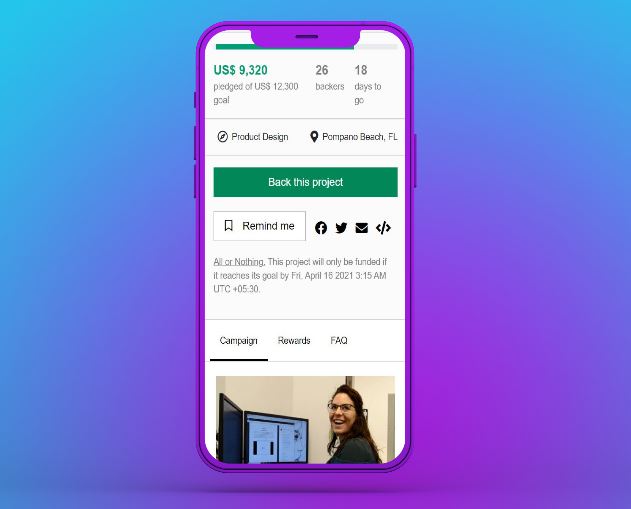 US$ 9,320
26
18
pledged of US$ 12,300
goal
backers
days to
go
Product Design
Pompano Beach, FL
Back this project
Remind me
All or Nothing. This project will only be funded if
it reaches its goal by Fri, April 16 2021 3:15 AM
UTC +05:30.
Campaign
Rewards
FAQ